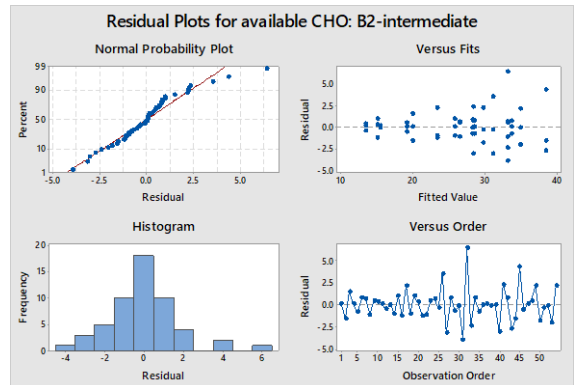 Residual Plots for available CHO: B2-intermediate
Normal Probability Plot
99
90
50
10
1
Percent
-5.0 -2.5 0.0 2.5 5.0
Residual
Versus Fits
5.0
2.5
0.0
-2.5
-5.0
Residual
10 20 30 40
Fitted Value
Histogram
20
15
10
5
0
Frequency
-4 -2 0 2 4 6
Residual
Versus Order
5.0
2.5
0.0
-2.5
-5.0
Residual
1 5 10 15 20 25 30 35 40 45 50
Observation Order